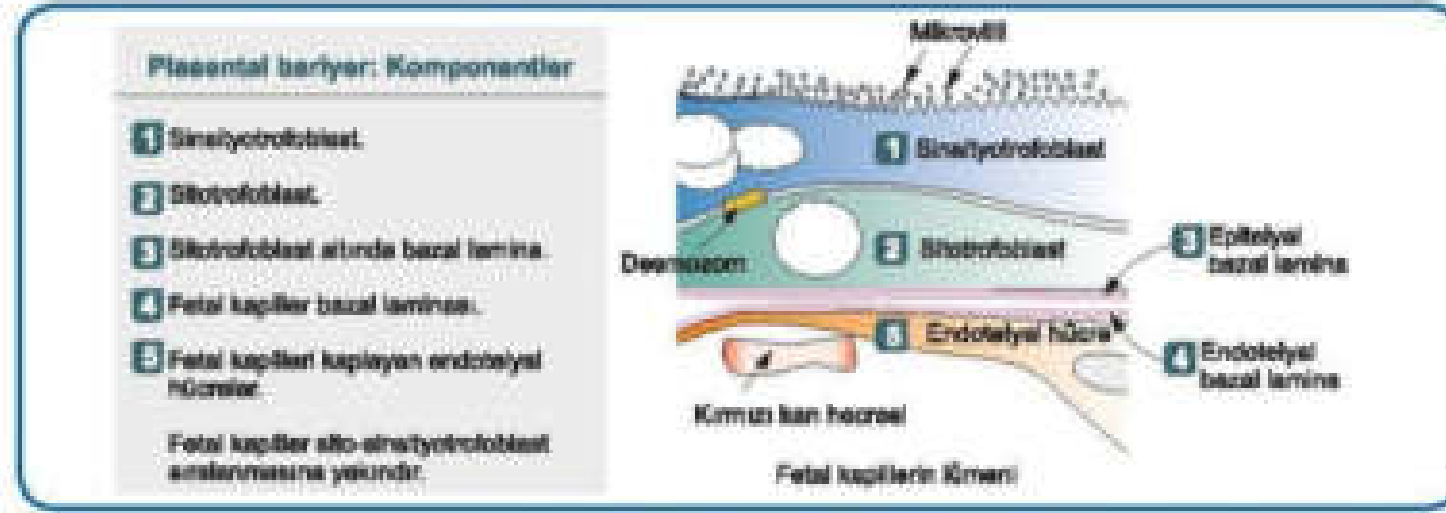 Plasental bariyer: Komponentler
1 Sinsityotrofoblast.
2 Sitotrofoblast.
3 Sitotrofoblast altında bazal lamina.
4 Fetal kapiller bazal laminası.
5 Fetal kapilleri kaplayan endotelyal
hücreler.
Fetal kapiller sito-sinsityotrofoblast
sıralanmasına yakındır.
Mikrovilli
1 Sinsityotrofoblast
Desmozom
2 Sitotrofoblast
3 Epitelyal
bazal lamina
5 Endotelyal hücre
4 Endotelyal
bazal lamina
Kırmızı kan hücresi
Fetal kapillerin lümeni